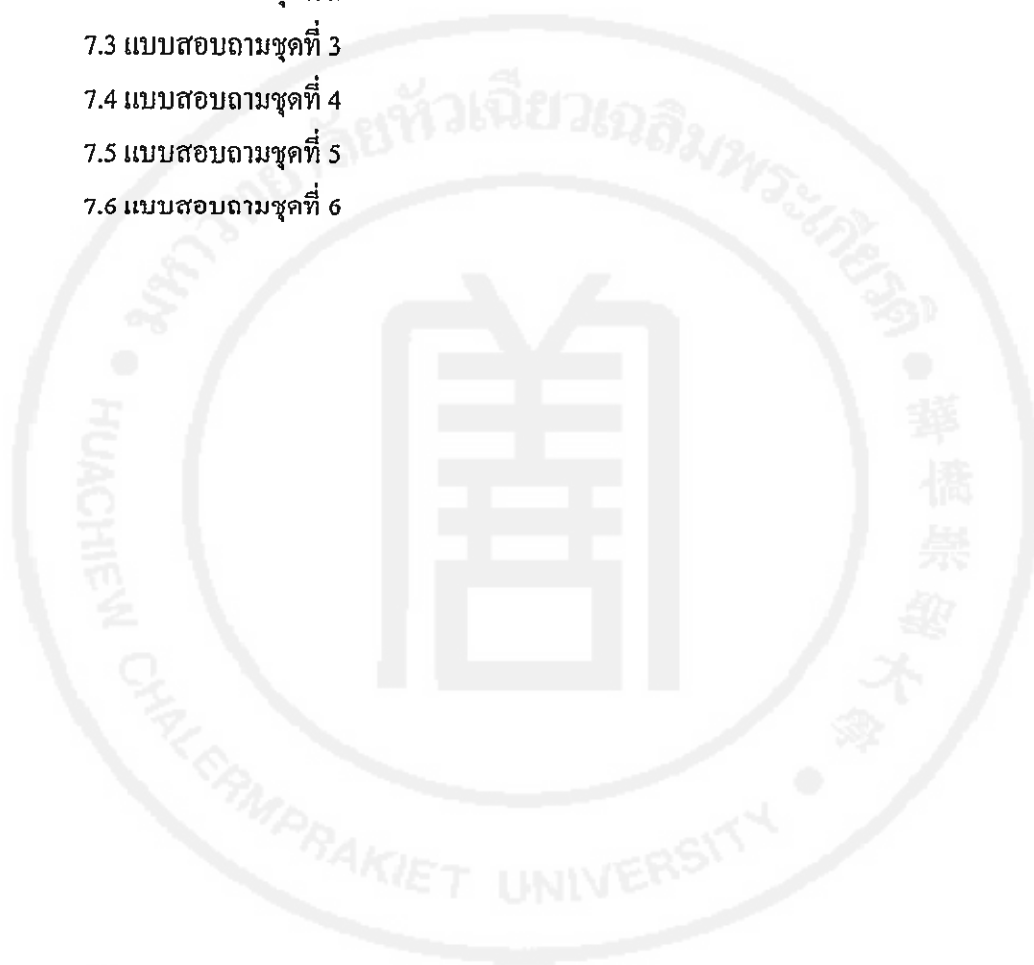 7.3 แบบสอบถามชุดที่ 3
7.4 แบบสอบถามชุดที่ 4
7.5 แบบสอบถามชุดที่ 5
7.6 แบบสอบถามชุดที่ 6
มหาวิทยาลัยหัวเฉียวเฉลิมพระเกียรติ
華僑崇聖大學
HUACHIEW CHALERMPRAKIET UNIVERSITY